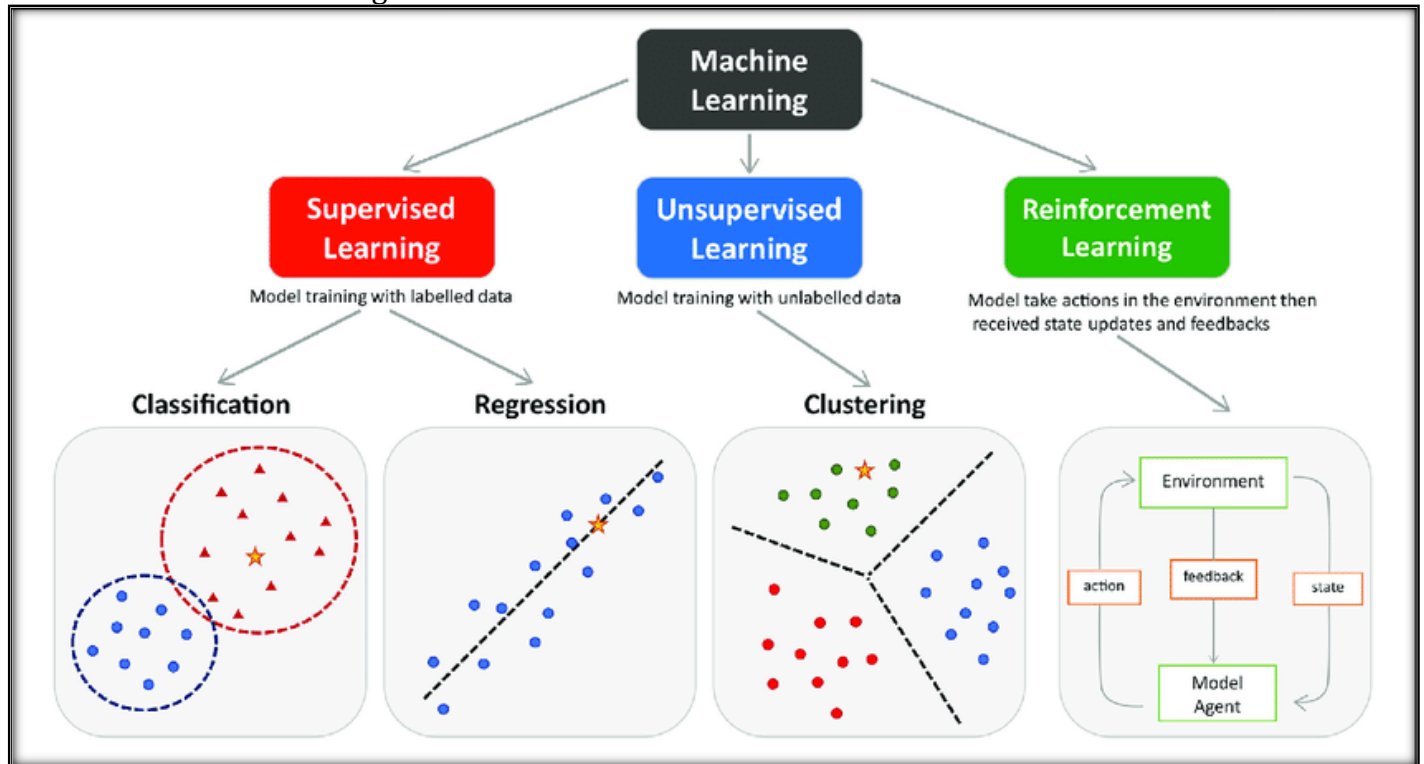 Machine
Learning
Supervised
Learning
Unsupervised
Learning
Reinforcement
Learning
Model training with labelled data
Model training with unlabelled data
Model take actions in the environment then
received state updates and feedbacks
Classification
Regression
Clustering
Environment
action
feedback
state
Model
Agent